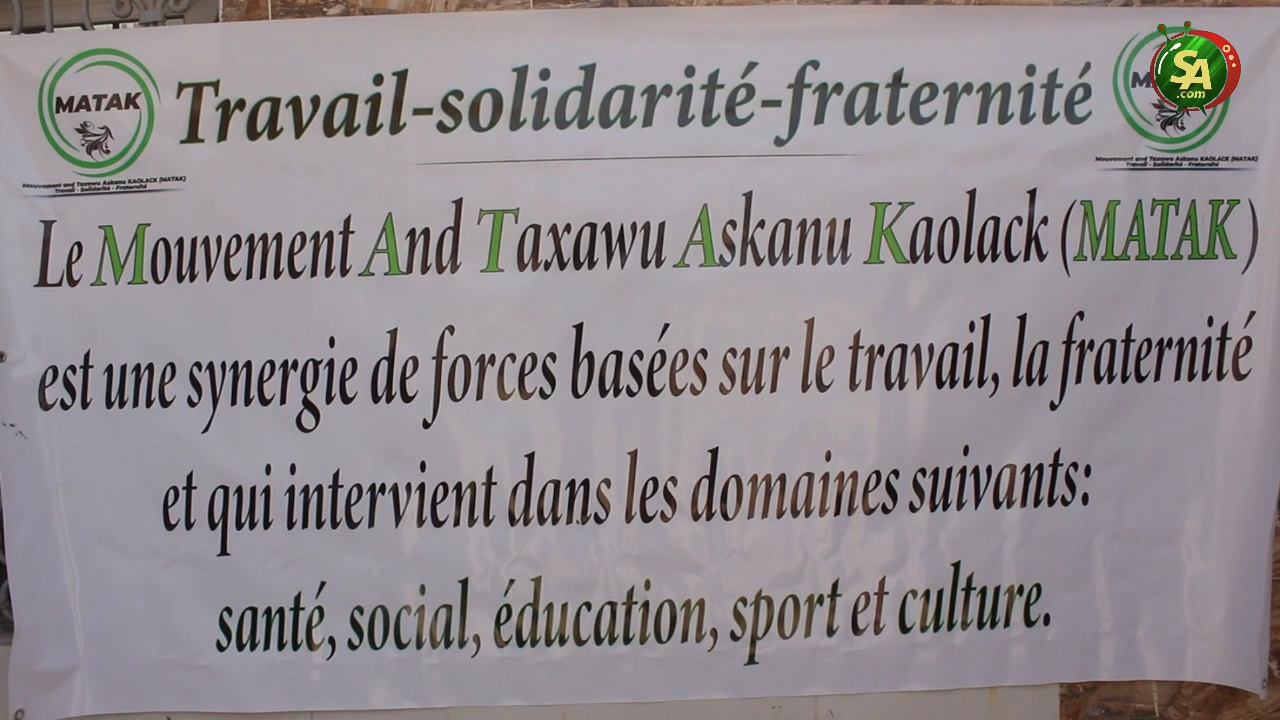 MATAK
Mouvement and Taxawu Askanu KAOLACK (MATAK)
Travail - Solidarité - Fraternité
Travail-solidarité-fraternité
SA
.com
Mouvement and Taxawu Askanu KAOLACK (MATAK)
Travail - Solidarité - Fraternité
Le Mouvement And Taxawu Askanu Kaolack (MATAK)
est une synergie de forces basées sur le travail, la fraternité
et qui intervient dans les domaines suivants:
santé, social, éducation, sport et culture.